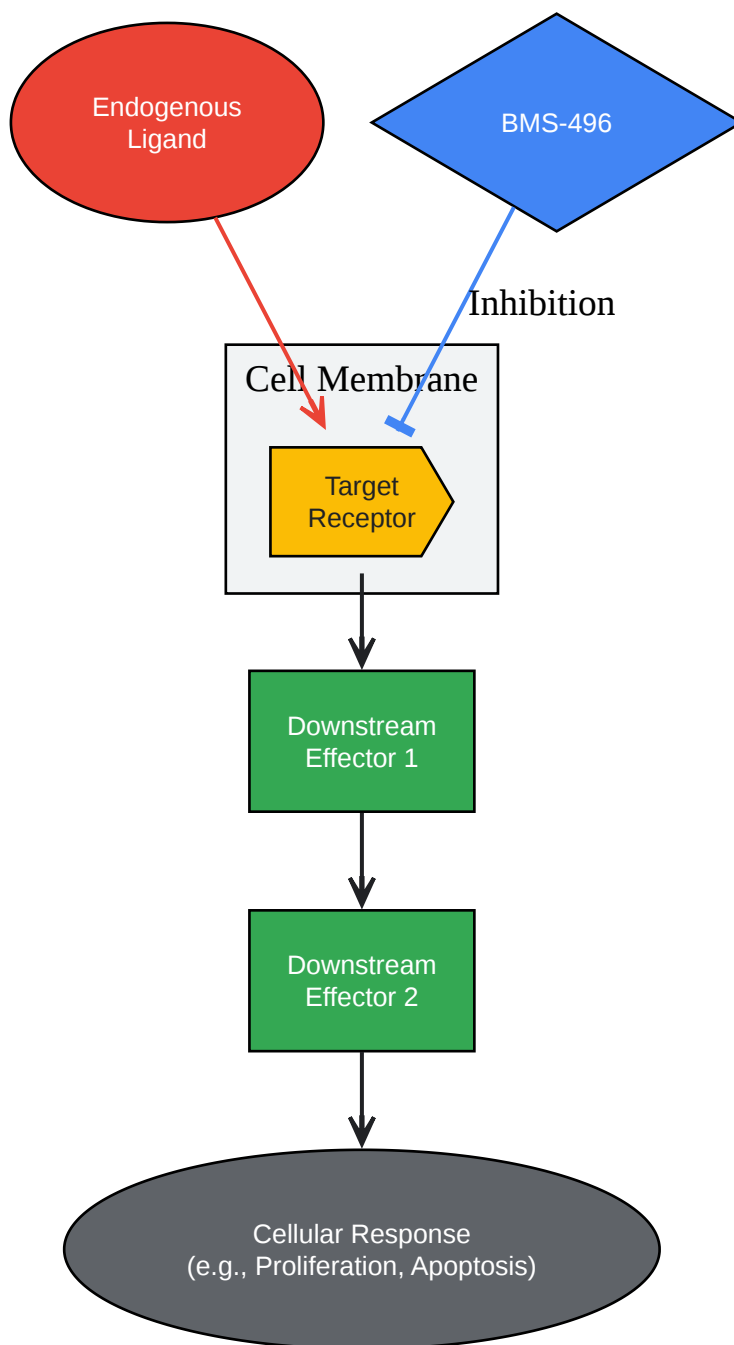 Endogenous
Ligand
BMS-496
Inhibition
Cell Membrane
Target
Receptor
Downstream
Effector 1
Downstream
Effector 2
Cellular Response
(e.g., Proliferation, Apoptosis)